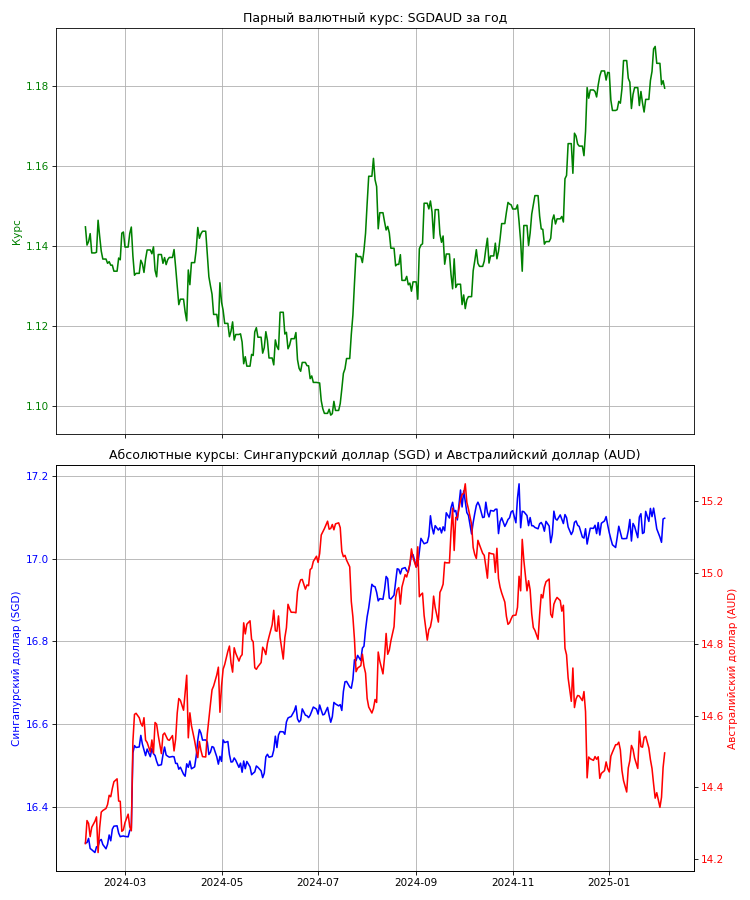 Парный валютный курс: SGDAUD за год
1.18
1.16
1.14
1.12
1.10
Курс
Абсолютные курсы: Сингапурский доллар (SGD) и Австралийский доллар (AUD)
17.2
17.0
16.8
16.6
16.4
Сингапурский доллар (SGD)
15.2
15.0
14.8
14.6
14.4
14.2
Австралийский доллар (AUD)
2024-03 2024-05 2024-07 2024-09 2024-11 2025-01